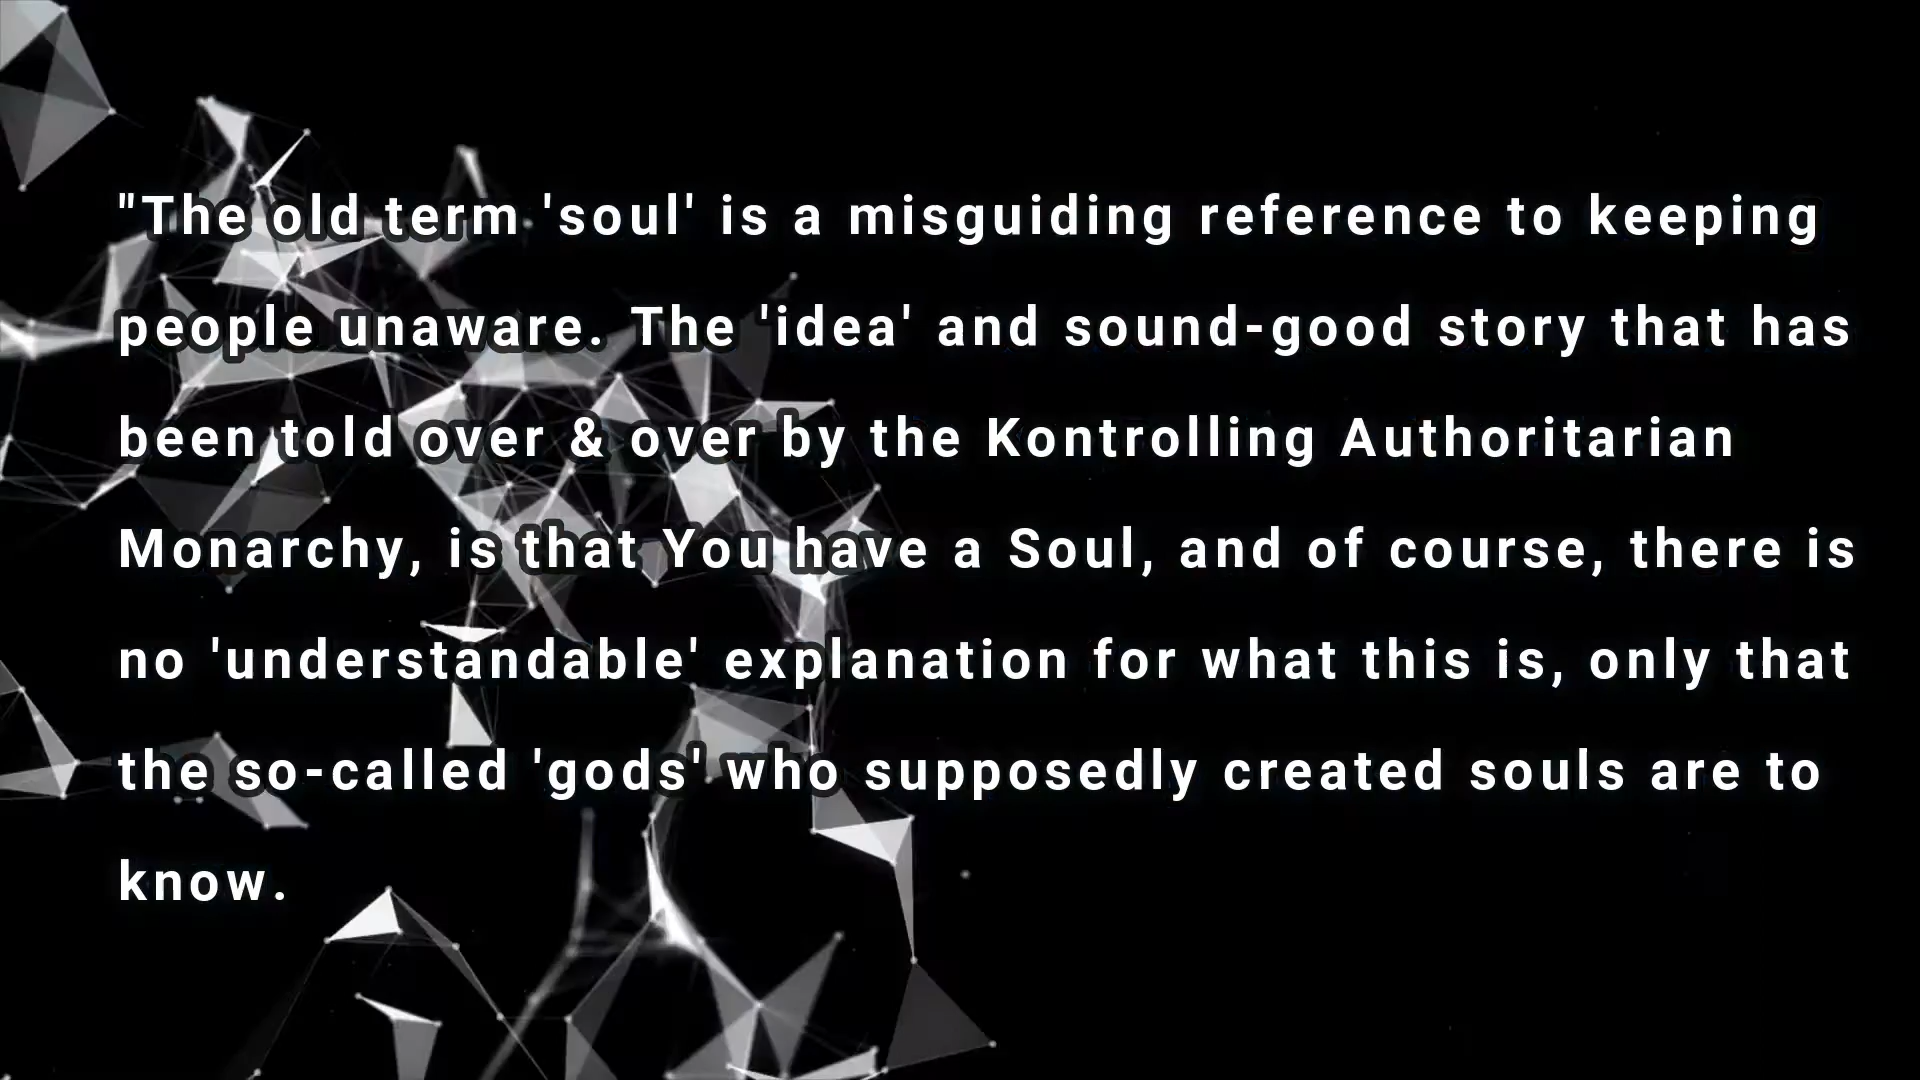 "The old term 'soul' is a misguiding reference to keeping
people unaware. The 'idea' and sound-good story that has
been told over & over by the Kontrolling Authoritarian
Monarchy, is that You have a Soul, and of course, there is
no 'understandable' explanation for what this is, only that
the so-called 'gods' who supposedly created souls are to
know.